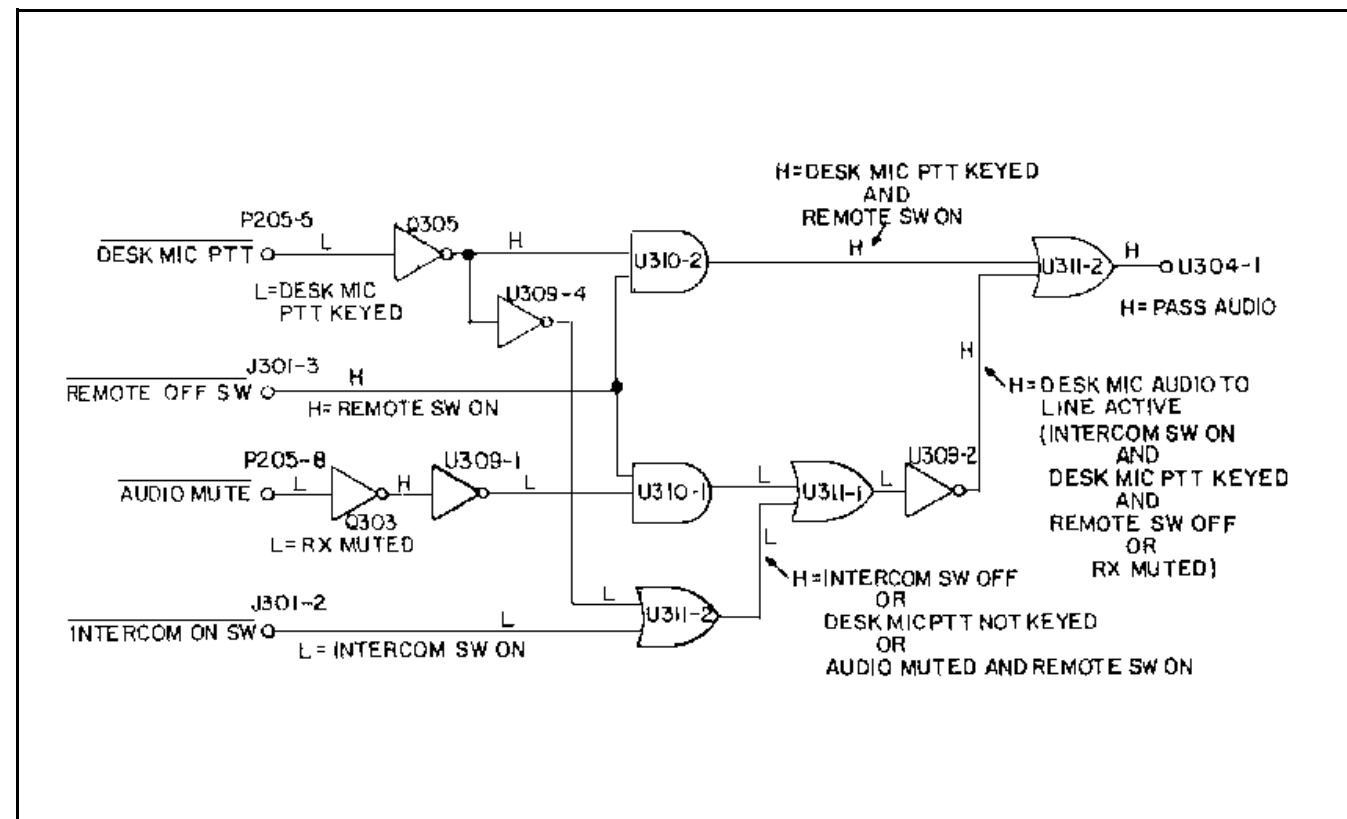 H=DESK MIC PTT KEYED
AND
REMOTE SW ON
P205-5
Q305
DESK MIC PTT
L
H
U310-2
H
U311-2
H
U304-1
L=DESK MIC
PTT KEYED
U309-4
H=PASS AUDIO
J301-3
H
REMOTE OFF SW
H
H=REMOTE SW ON
H=DESK MIC AUDIO TO
LINE ACTIVE
(INTERCOM SW ON
AND
DESK MIC PTT KEYED
AND
REMOTE SW OFF
OR
RX MUTED)
P205-8
U309-1
U309-2
AUDIO MUTE
L
H
L
U310-1
L
U311-1
L
Q303
L=RX MUTED
L
H=INTERCOM SW OFF
OR
DESK MIC PTT NOT KEYED
OR
AUDIO MUTED AND REMOTE SW ON
J301-2
L
U311-2
INTERCOM ON SW
L
L=INTERCOM SW ON